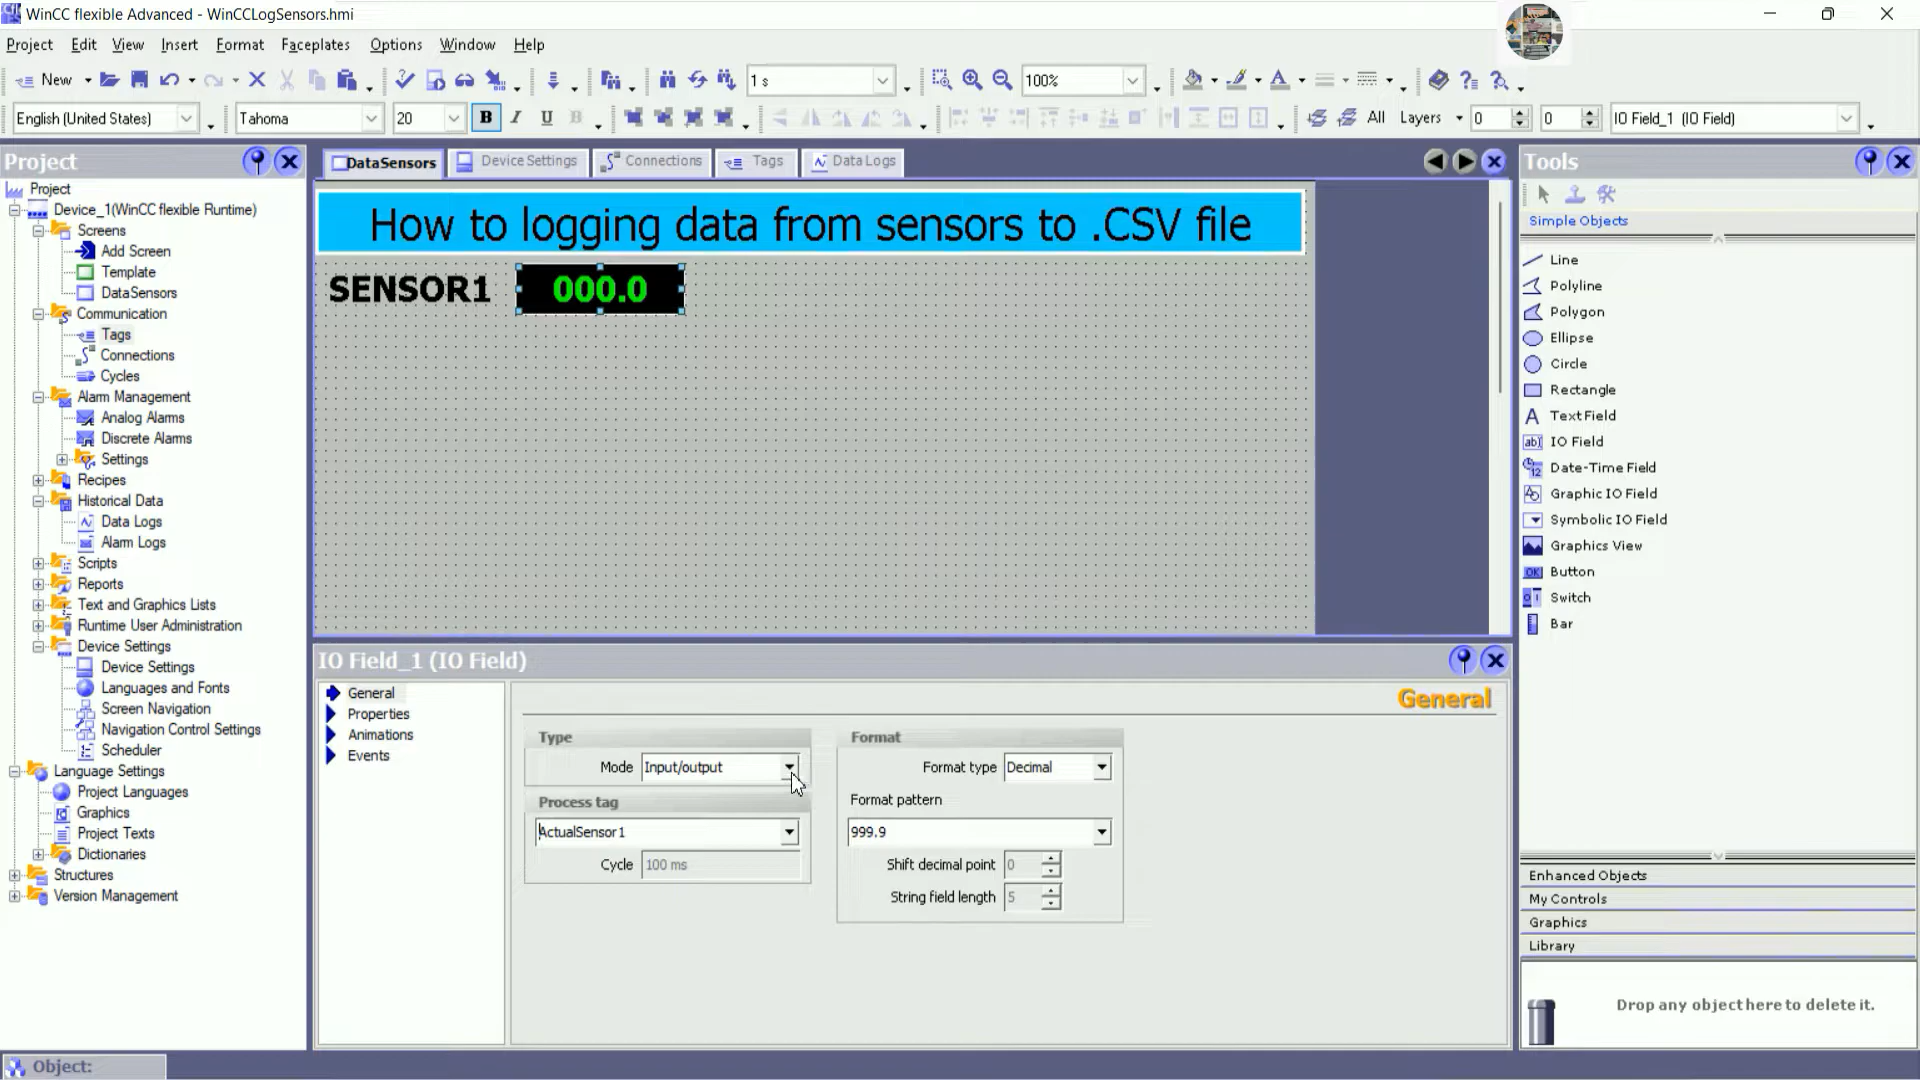 WinCC flexible Advanced - WinCCLogSensors.hmi
Project Edit View Insert Format Faceplates Options Window Help
New 1 s 100%
English (United States) Tahoma 20 B I U B All Layers 0 0 IO Field_1 (IO Field)
Project
Project
Device_1(WinCC flexible Runtime)
Screens
Add Screen
Template
DataSensors
Communication
Tags
Connections
Cycles
Alarm Management
Analog Alarms
Discrete Alarms
Settings
Recipes
Historical Data
Data Logs
Alarm Logs
Scripts
Reports
Text and Graphics Lists
Runtime User Administration
Device Settings
Device Settings
Languages and Fonts
Screen Navigation
Navigation Control Settings
Scheduler
Language Settings
Project Languages
Graphics
Project Texts
Dictionaries
Structures
Version Management
Object:
DataSensors Device Settings Connections Tags Data Logs
How to logging data from sensors to .CSV file
SENSOR1 000.0
IO Field_1 (IO Field)
General
Properties
Animations
Events
General
Type
Mode Input/output
Process tag
ActualSensor1
Cycle 100 ms
Format
Format type Decimal
Format pattern
999.9
Shift decimal point 0
String field length 5
Tools
Simple Objects
Line
Polyline
Polygon
Ellipse
Circle
Rectangle
Text Field
IO Field
Date-Time Field
Graphic IO Field
Symbolic IO Field
Graphics View
Button
Switch
Bar
Enhanced Objects
My Controls
Graphics
Library
Drop any object here to delete it.